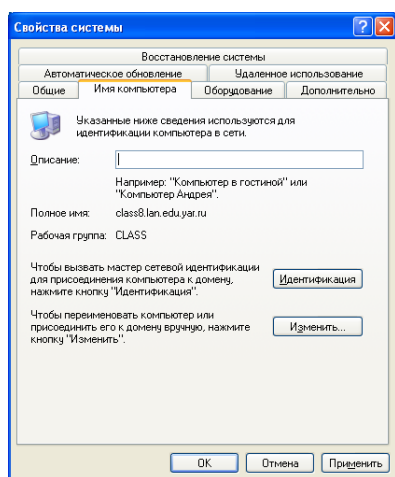 Свойства системы
Восстановление системы
Автоматическое обновление Удаленное использование
Общие Имя компьютера Оборудование Дополнительно
Указанные ниже сведения используются для
идентификации компьютера в сети.
Описание:
Например: "Компьютер в гостиной" или
"Компьютер Андрея".
Полное имя: class8.lan.edu.yar.ru
Рабочая группа: CLASS
Чтобы вызвать мастер сетевой идентификации
для присоединения компьютера к домену,
нажмите кнопку "Идентификация".
Идентификация
Чтобы переименовать компьютер или
присоединить его к домену вручную, нажмите
кнопку "Изменить".
Изменить...
OK Отмена Применить